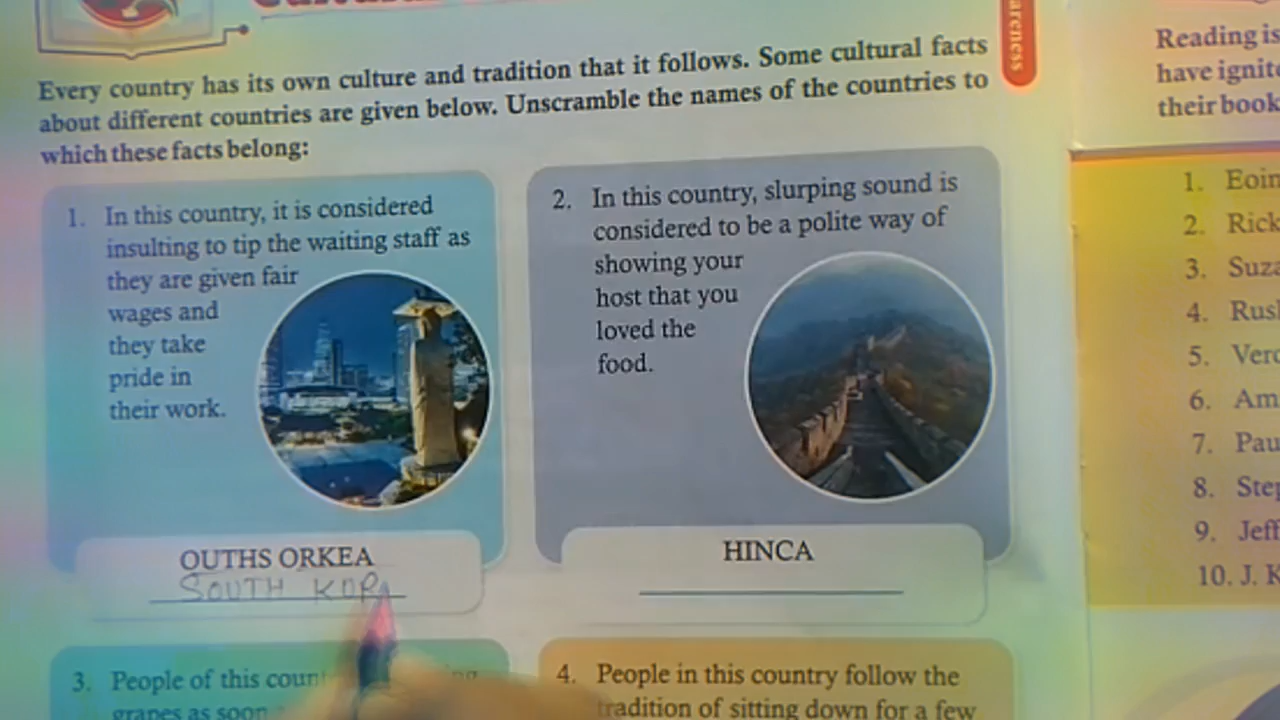 areness
Every country has its own culture and tradition that it follows. Some cultural facts
about different countries are given below. Unscramble the names of the countries to
which these facts belong:
1. In this country, it is considered
insulting to tip the waiting staff as
they are given fair
wages and
they take
pride in
their work.
OUTHS ORKEA
SOUTH KOR
2. In this country, slurping sound is
considered to be a polite way of
showing your
host that you
loved the
food.
HINCA
3. People of this
grapes as soon
4. People in this country follow the
tradition of sitting down for a few
Reading is
have ignite
their book
1. Eoin
2. Rick
3. Suza
4. Rus
5. Vero
6. Am
7. Pau
8. Step
9. Jeff
10. J. K